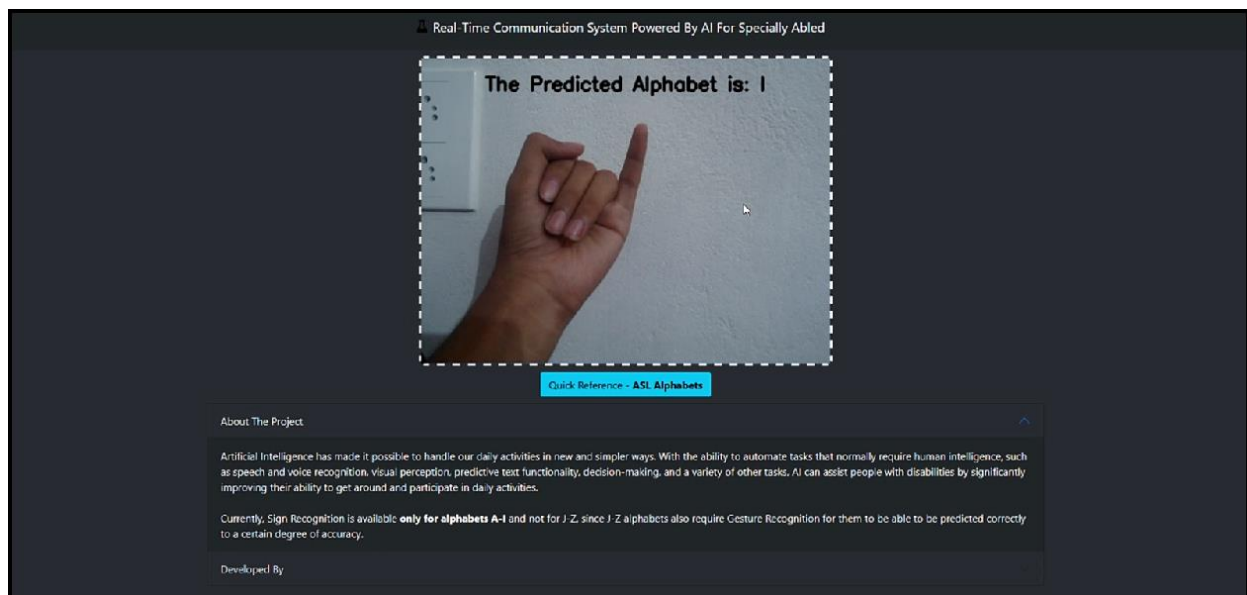 Real-Time Communication System Powered By AI For Specially Abled
The Predicted Alphabet is: I
Quick Reference - ASL Alphabets
About The Project
Artificial Intelligence has made it possible to handle our daily activities in new and simpler ways. With the ability to automate tasks that normally require human intelligence, such
as speech and voice recognition, visual perception, predictive text functionality, decision-making, and a variety of other tasks, AI can assist people with disabilities by significantly
improving their ability to get around and participate in daily activities.
Currently, Sign Recognition is available only for alphabets A-I and not for J-Z, since J-Z alphabets also require Gesture Recognition for them to be able to be predicted correctly
to a certain degree of accuracy.
Developed By